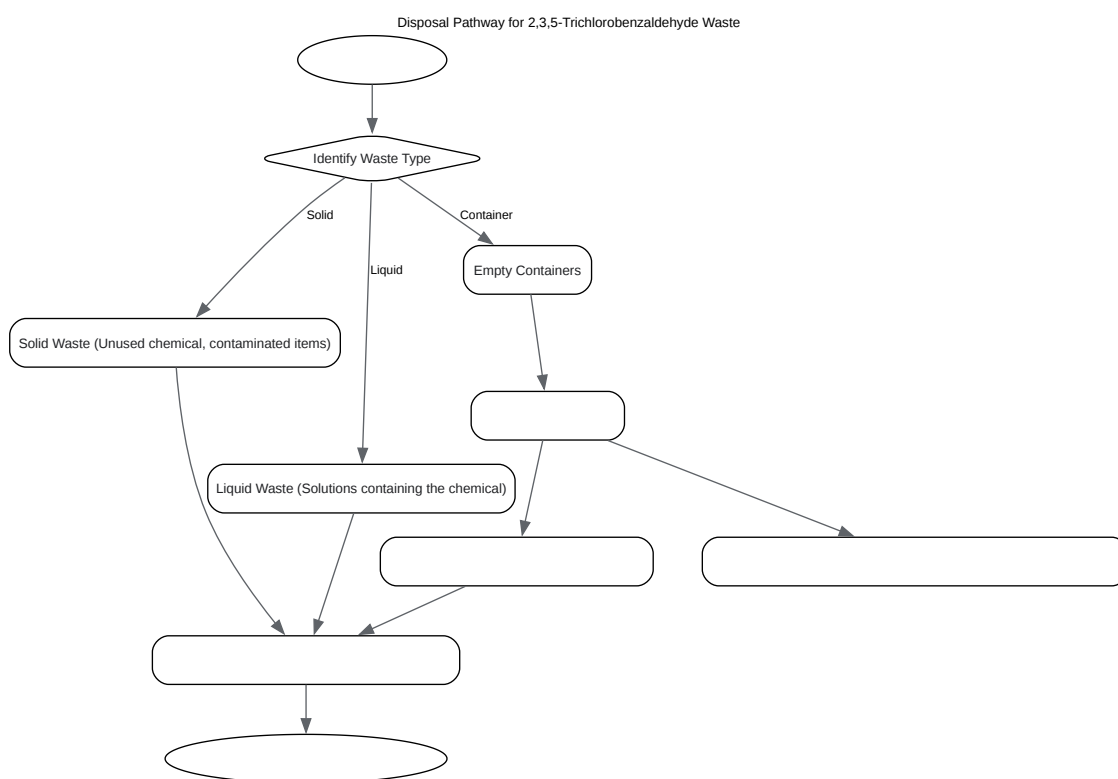 Disposal Pathway for 2,3,5-Trichlorobenzaldehyde Waste
Identify Waste Type
Solid
Container
Liquid
Empty Containers
Solid Waste (Unused chemical, contaminated items)
Liquid Waste (Solutions containing the chemical)